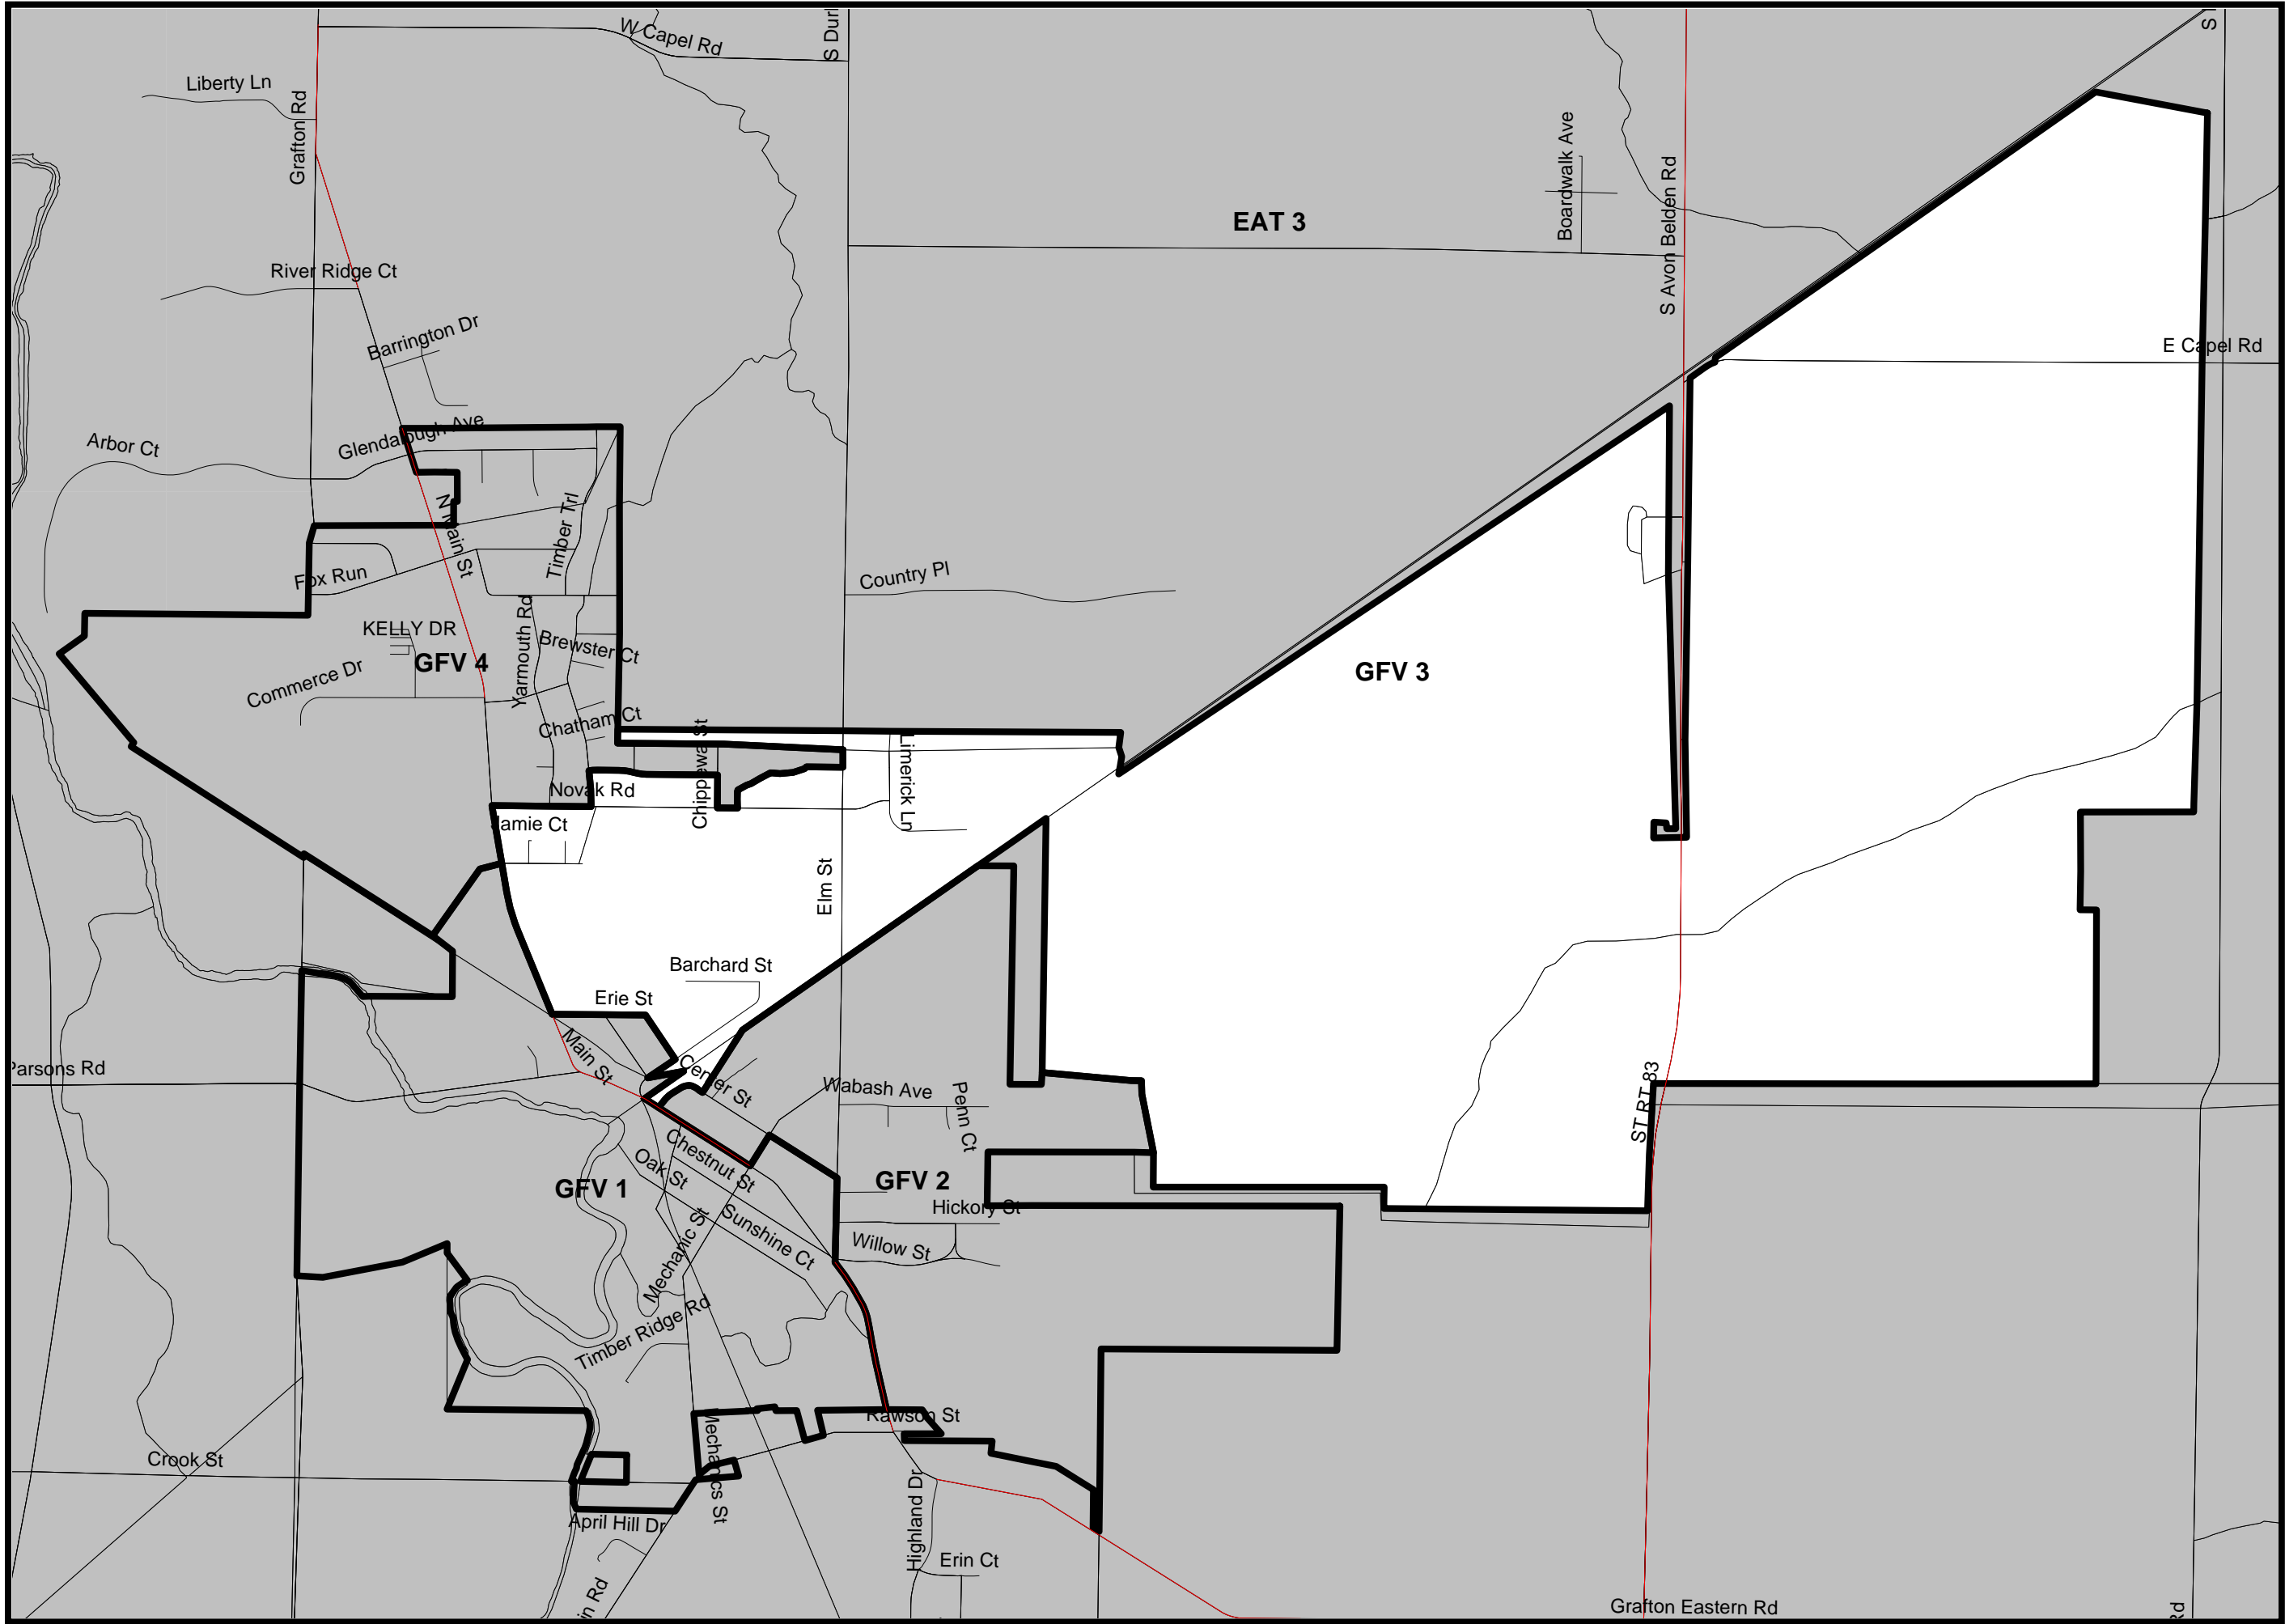 W Capel Rd
S Durl
S
Liberty Ln
Grafton Rd
Boardwalk Ave
S Avon Belden Rd
EAT 3
River Ridge Ct
Barrington Dr
E Capel Rd
Glendalough Ave
Arbor Ct
N Main St
Timber Trl
Fox Run
Country Pl
KELLY DR
Yarmouth Rd
Brewster Ct
GFV 4
GFV 3
Commerce Dr
Chatham Ct
Chippewa St
Limerick Ln
Novak Rd
Jamie Ct
Elm St
Barchard St
Erie St
Main St
Center St
Parsons Rd
Wabash Ave
Penn Ct
ST RT 83
Chestnut St
Oak St
GFV 1
GFV 2
Hickory St
Mechanic St
Sunshine Ct
Willow St
Timber Ridge Rd
Rawson St
Mechanics St
Crook St
Highland Dr
April Hill Dr
Erin Ct
in Rd
Grafton Eastern Rd
Rd